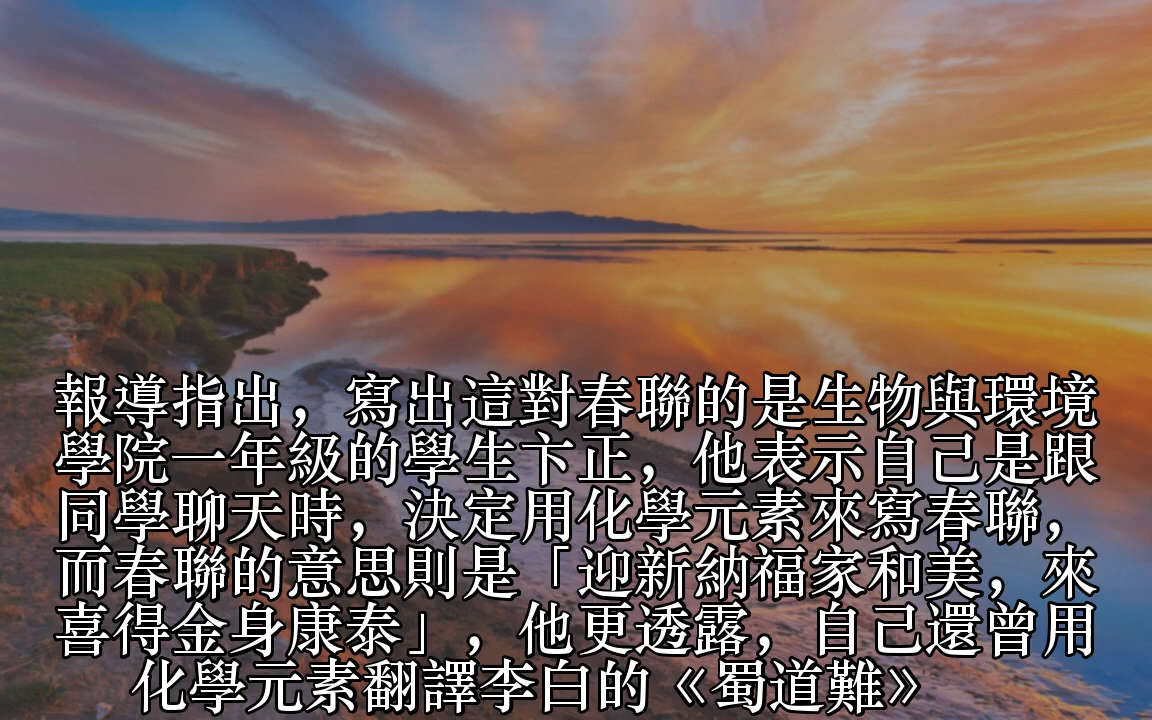 報導指出，寫出這對春聯的是生物與環境
學院一年級的學生卞正，他表示自己是跟
同學聊天時，決定用化學元素來寫春聯，
而春聯的意思則是「迎新納福家和美，來
喜得金身康泰」，他更透露，自己還曾用
化學元素翻譯李白的《蜀道難》